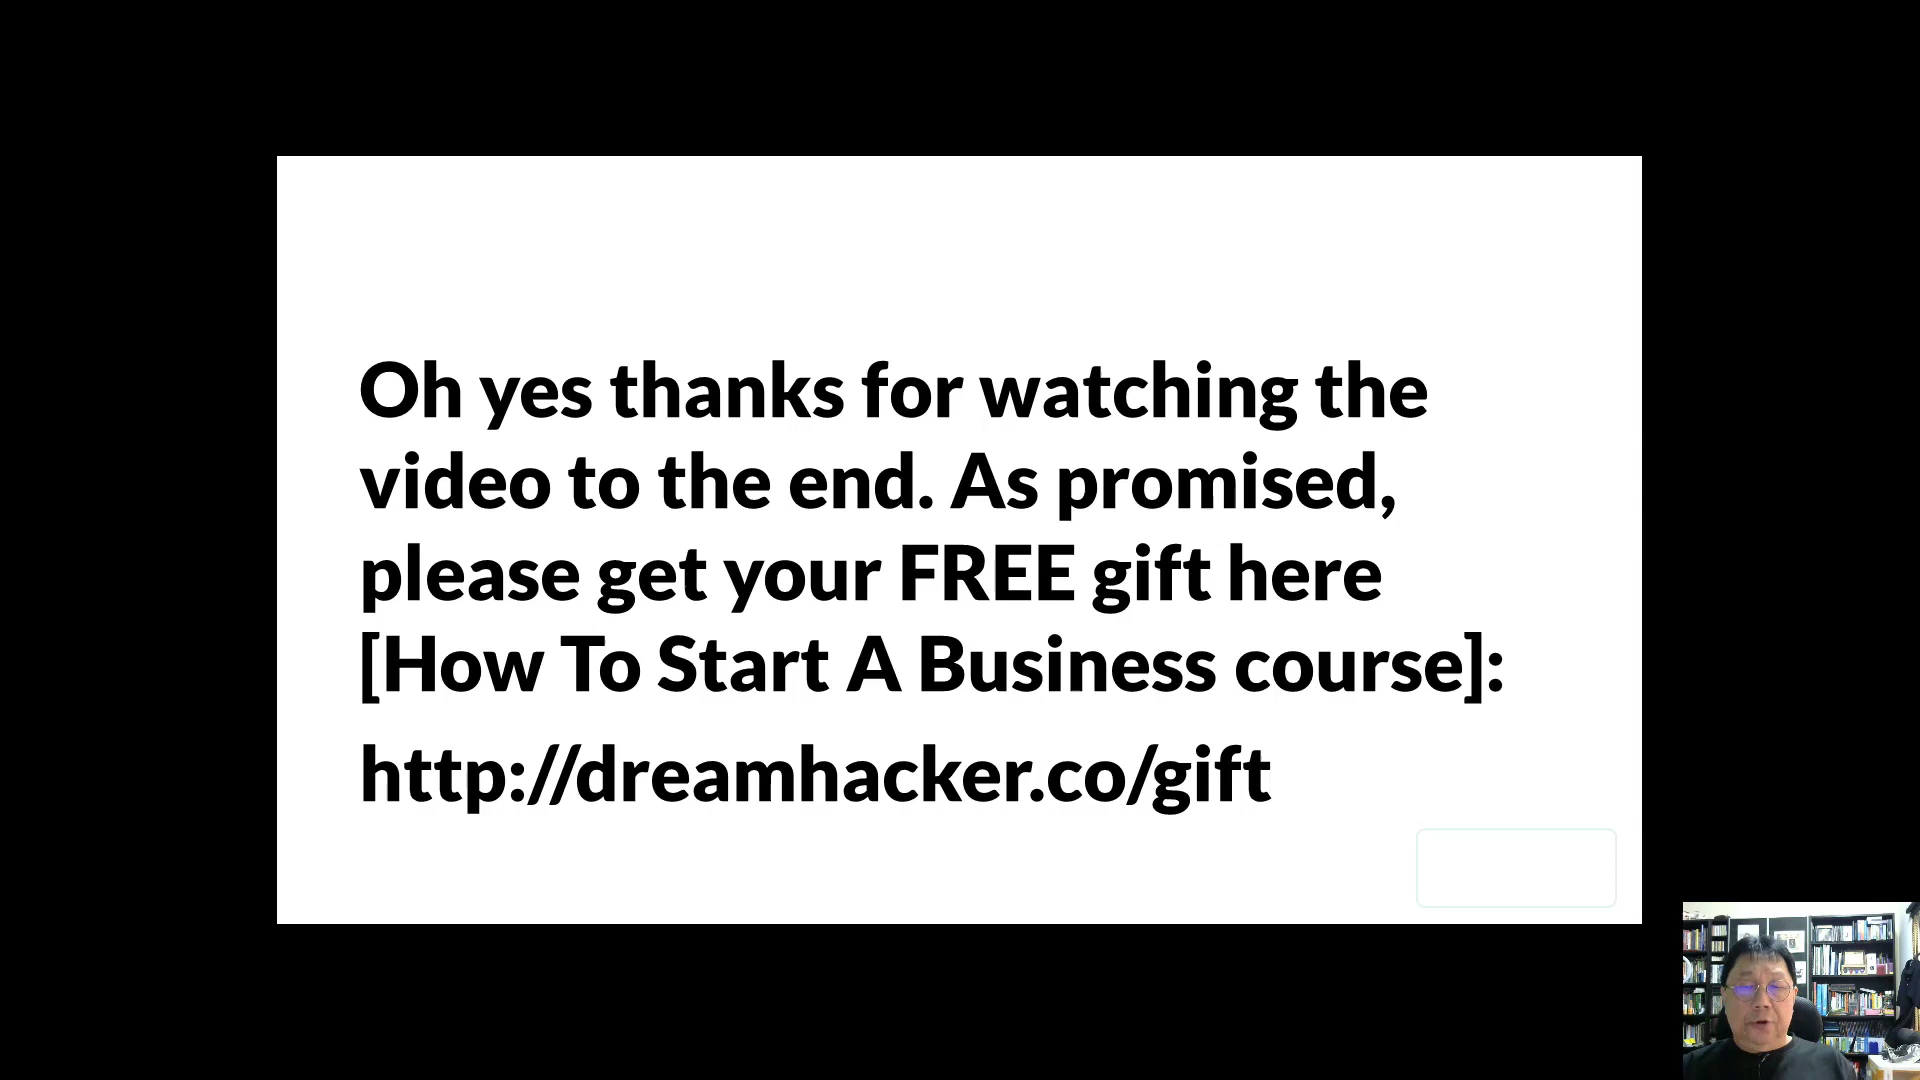 Oh yes thanks for watching the
video to the end. As promised,
please get your FREE gift here
[How To Start A Business course]:
http://dreamhacker.co/gift